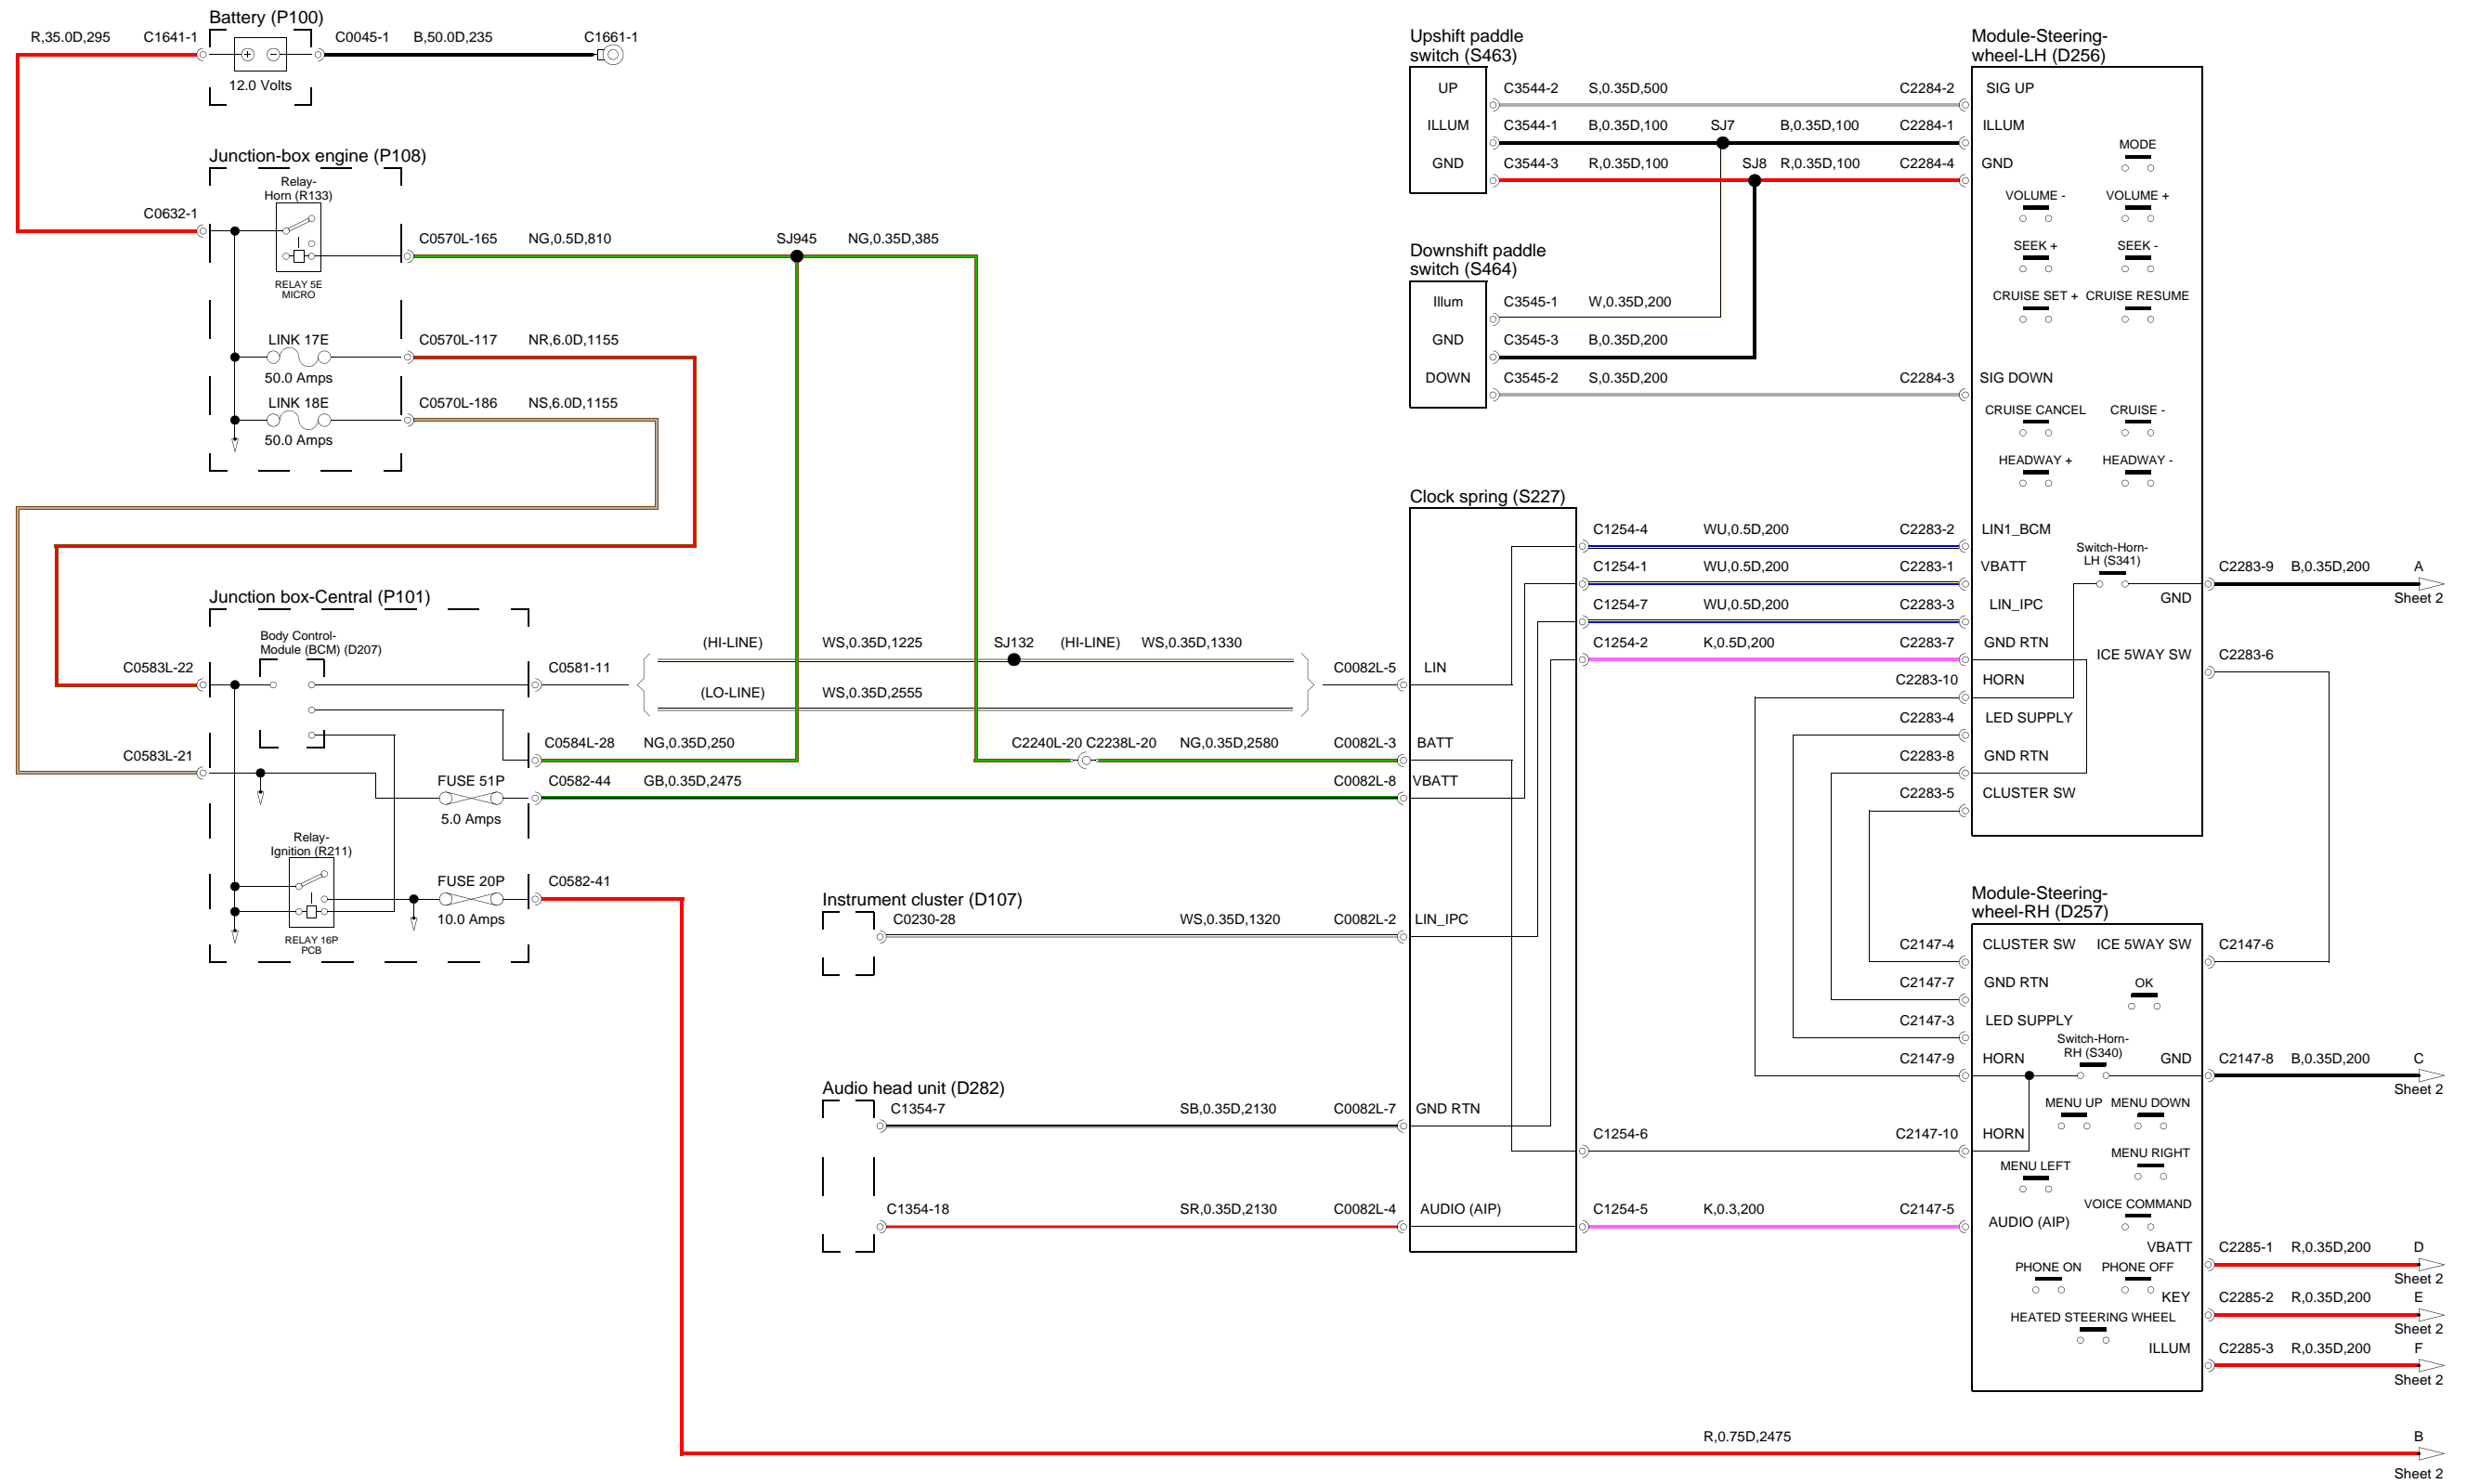 Battery (P100)
R,35.0D,295
C1641-1
C0045-1
B,50.0D,235
C1661-1
12.0 Volts
Junction-box engine (P108)
Relay-
Horn (R133)
C0632-1
RELAY 5E
MICRO
C0570L-165
NG,0.5D,810
SJ945
NG,0.35D,385
LINK 17E
50.0 Amps
C0570L-117
NR,6.0D,1155
LINK 18E
50.0 Amps
C0570L-186
NS,6.0D,1155
Junction box-Central (P101)
Body Control-
Module (BCM) (D207)
C0583L-22
C0581-11
(HI-LINE)
WS,0.35D,1225
SJ132
(HI-LINE)
WS,0.35D,1330
(LO-LINE)
WS,0.35D,2555
C0082L-5
C0583L-21
C0584L-28
NG,0.35D,250
C2240L-20
C2238L-20
NG,0.35D,2580
C0082L-3
FUSE 51P
5.0 Amps
C0582-44
GB,0.35D,2475
C0082L-8
Relay-
Ignition (R211)
RELAY 16P
PCB
FUSE 20P
10.0 Amps
C0582-41
Instrument cluster (D107)
C0230-28
WS,0.35D,1320
C0082L-2
Audio head unit (D282)
C1354-7
SB,0.35D,2130
C0082L-7
C1354-18
SR,0.35D,2130
C0082L-4
Upshift paddle
switch (S463)
UP
C3544-2
S,0.35D,500
C2284-2
ILLUM
C3544-1
B,0.35D,100
SJ7
B,0.35D,100
C2284-1
GND
C3544-3
R,0.35D,100
SJ8
R,0.35D,100
C2284-4
Downshift paddle
switch (S464)
Illum
C3545-1
W,0.35D,200
GND
C3545-3
B,0.35D,200
DOWN
C3545-2
S,0.35D,200
C2284-3
Clock spring (S227)
LIN
BATT
VBATT
LIN_IPC
GND RTN
AUDIO (AIP)
C1254-4
WU,0.5D,200
C2283-2
C1254-1
WU,0.5D,200
C2283-1
C1254-7
WU,0.5D,200
C2283-3
C1254-2
K,0.5D,200
C2283-7
C2283-10
C2283-4
C2283-8
C2283-5
C1254-6
C2147-10
C1254-5
K,0.3,200
C2147-5
Module-Steering-
wheel-LH (D256)
SIG UP
ILLUM
MODE
GND
VOLUME -
VOLUME +
SEEK +
SEEK -
CRUISE SET +
CRUISE RESUME
SIG DOWN
CRUISE CANCEL
CRUISE -
HEADWAY +
HEADWAY -
LIN1_BCM
Switch-Horn-
LH (S341)
VBATT
GND
LIN_IPC
GND RTN
ICE 5WAY SW
HORN
LED SUPPLY
GND RTN
CLUSTER SW
C2283-9
B,0.35D,200
A
Sheet 2
C2283-6
Module-Steering-
wheel-RH (D257)
C2147-4
CLUSTER SW
ICE 5WAY SW
C2147-6
C2147-7
GND RTN
OK
C2147-3
LED SUPPLY
Switch-Horn-
RH (S340)
C2147-9
HORN
GND
C2147-8
B,0.35D,200
C
Sheet 2
MENU UP
MENU DOWN
HORN
MENU RIGHT
MENU LEFT
VOICE COMMAND
AUDIO (AIP)
VBATT
C2285-1
R,0.35D,200
D
Sheet 2
PHONE ON
PHONE OFF
KEY
C2285-2
R,0.35D,200
E
Sheet 2
HEATED STEERING WHEEL
ILLUM
C2285-3
R,0.35D,200
F
Sheet 2
R,0.75D,2475
B
Sheet 2